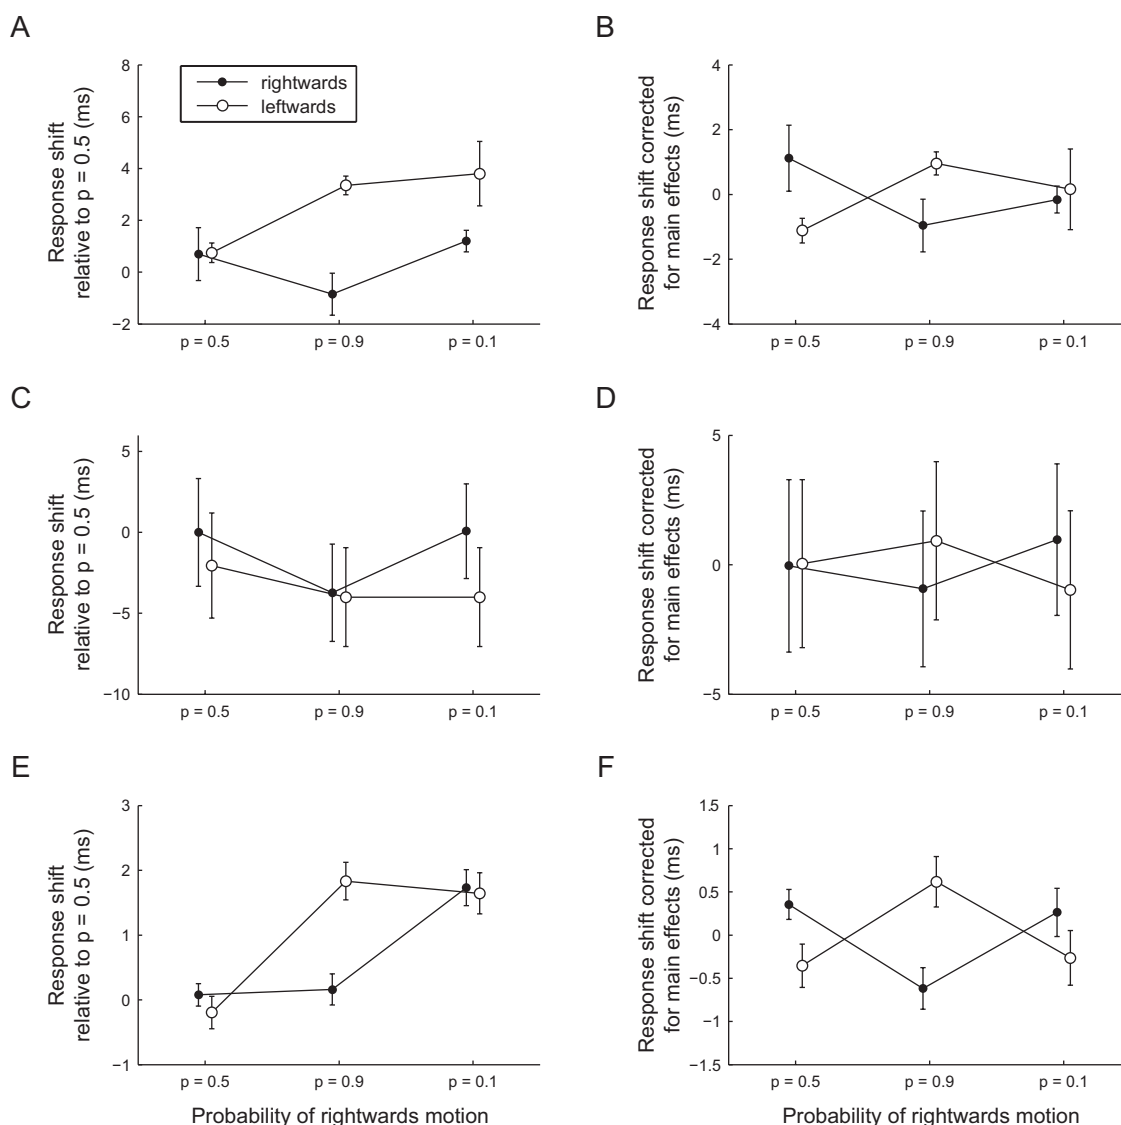 A
Response shift
relative to p = 0.5 (ms)
8
6
4
2
0
−2
rightwards
leftwards
p = 0.5
p = 0.9
p = 0.1
B
Response shift corrected
for main effects (ms)
4
2
0
−2
−4
p = 0.5
p = 0.9
p = 0.1
C
Response shift
relative to p = 0.5 (ms)
5
0
−5
−10
p = 0.5
p = 0.9
p = 0.1
D
Response shift corrected
for main effects (ms)
5
0
−5
p = 0.5
p = 0.9
p = 0.1
E
Response shift
relative to p = 0.5 (ms)
3
2
1
0
−1
p = 0.5
p = 0.9
p = 0.1
Probability of rightwards motion
F
Response shift corrected
for main effects (ms)
1.5
1
0.5
0
−0.5
−1
−1.5
p = 0.5
p = 0.9
p = 0.1
Probability of rightwards motion